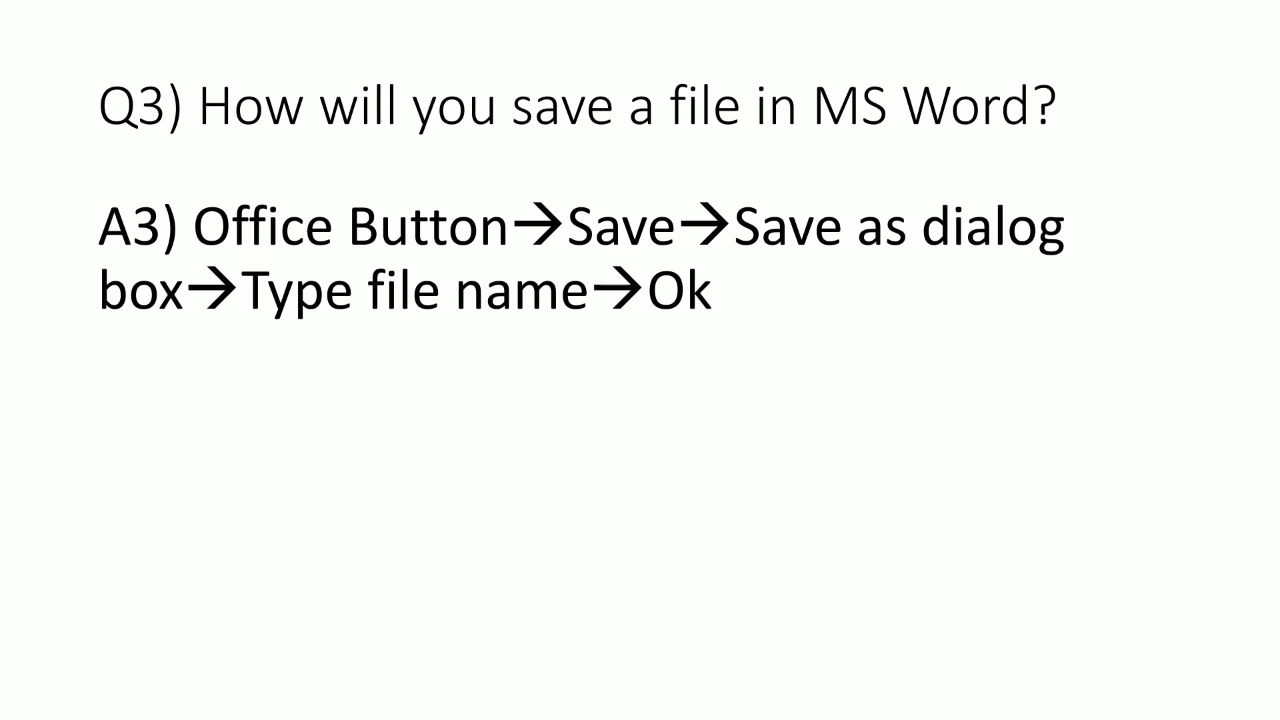 Q3) How will you save a file in MS Word?
A3) Office Button→Save→Save as dialog
box→Type file name→Ok